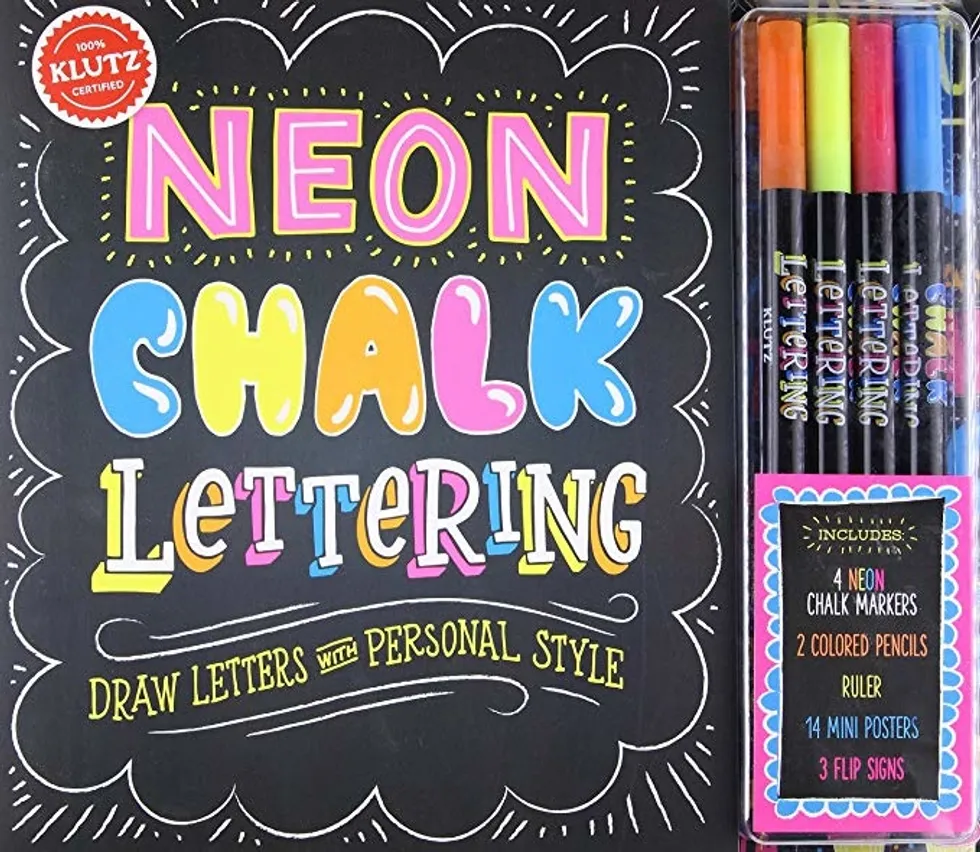 100%
KLUTZ®
CERTIFIED
NEON
CHALK
LETTERING
DRAW LETTERS WITH PERSONAL STYLE
KLUTZ
LETTERING
LETTERING
LETTERING
LETTERING
CHALK
INCLUDES:
4 NEON
CHALK MARKERS
2 COLORED PENCILS
RULER
14 MINI POSTERS
3 FLIP SIGNS